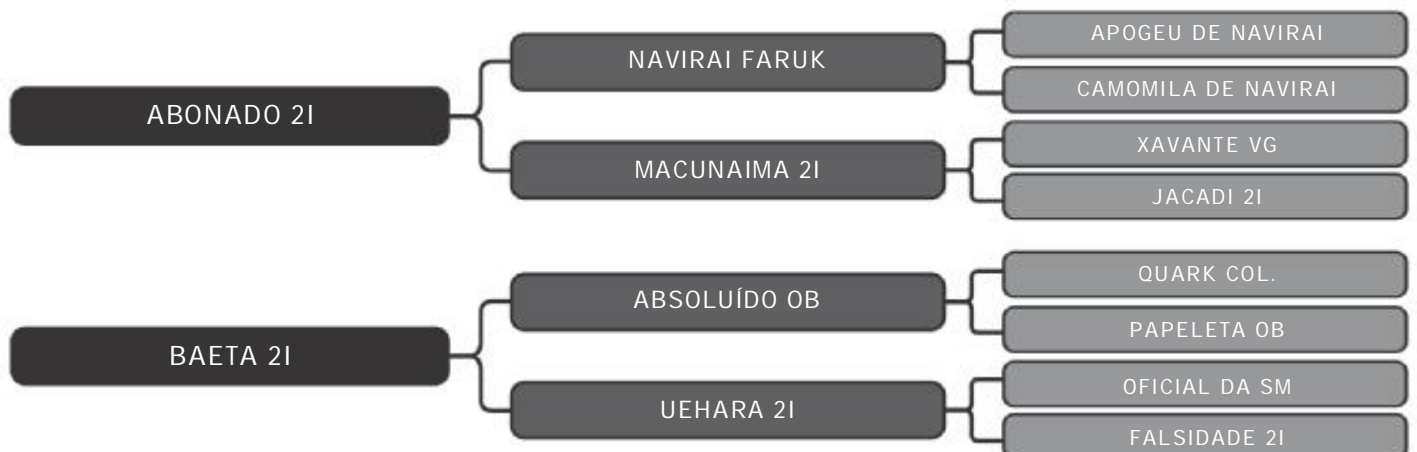 ABONADO 2I
NAVIRAI FARUK
APOGEU DE NAVIRAI
CAMOMILA DE NAVIRAI
MACUNAIMA 2I
XAVANTE VG
JACADI 2I
BAETA 2I
ABSOLUÍDO OB
QUARK COL.
PAPELETA OB
UEHARA 2I
OFICIAL DA SM
FALSIDADE 2I